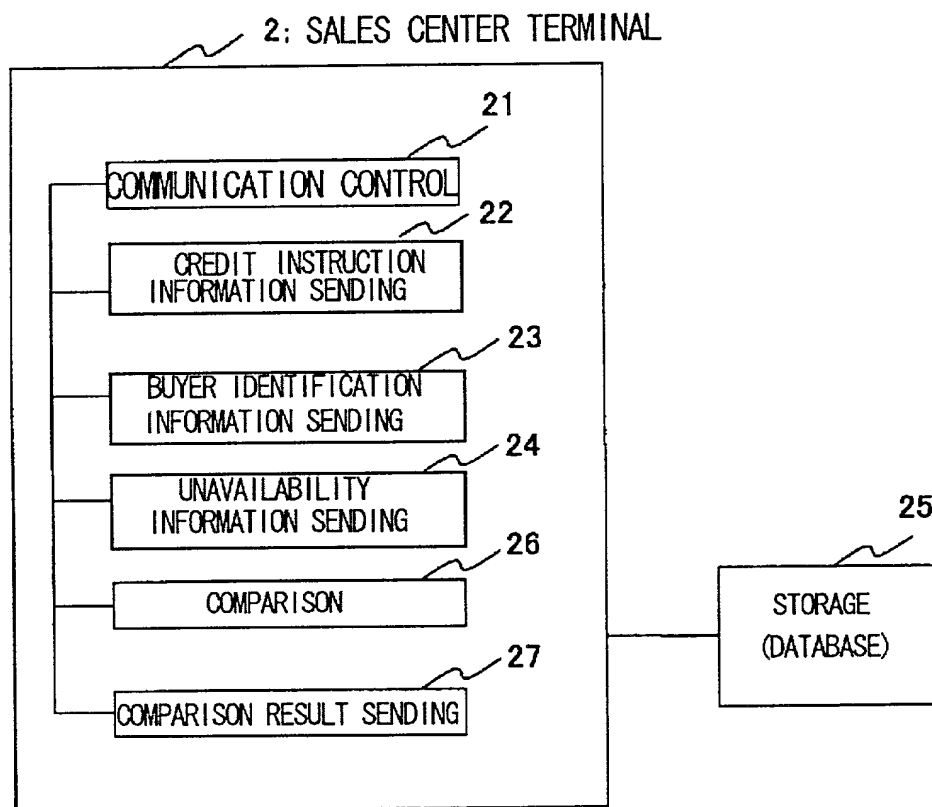 2: SALES CENTER TERMINAL
21
COMMUNICATION CONTROL
22
CREDIT INSTRUCTION
INFORMATION SENDING
23
BUYER IDENTIFICATION
INFORMATION SENDING
24
UNAVAILABILITY
INFORMATION SENDING
25
STORAGE
(DATABASE)
26
COMPARISON
27
COMPARISON RESULT SENDING